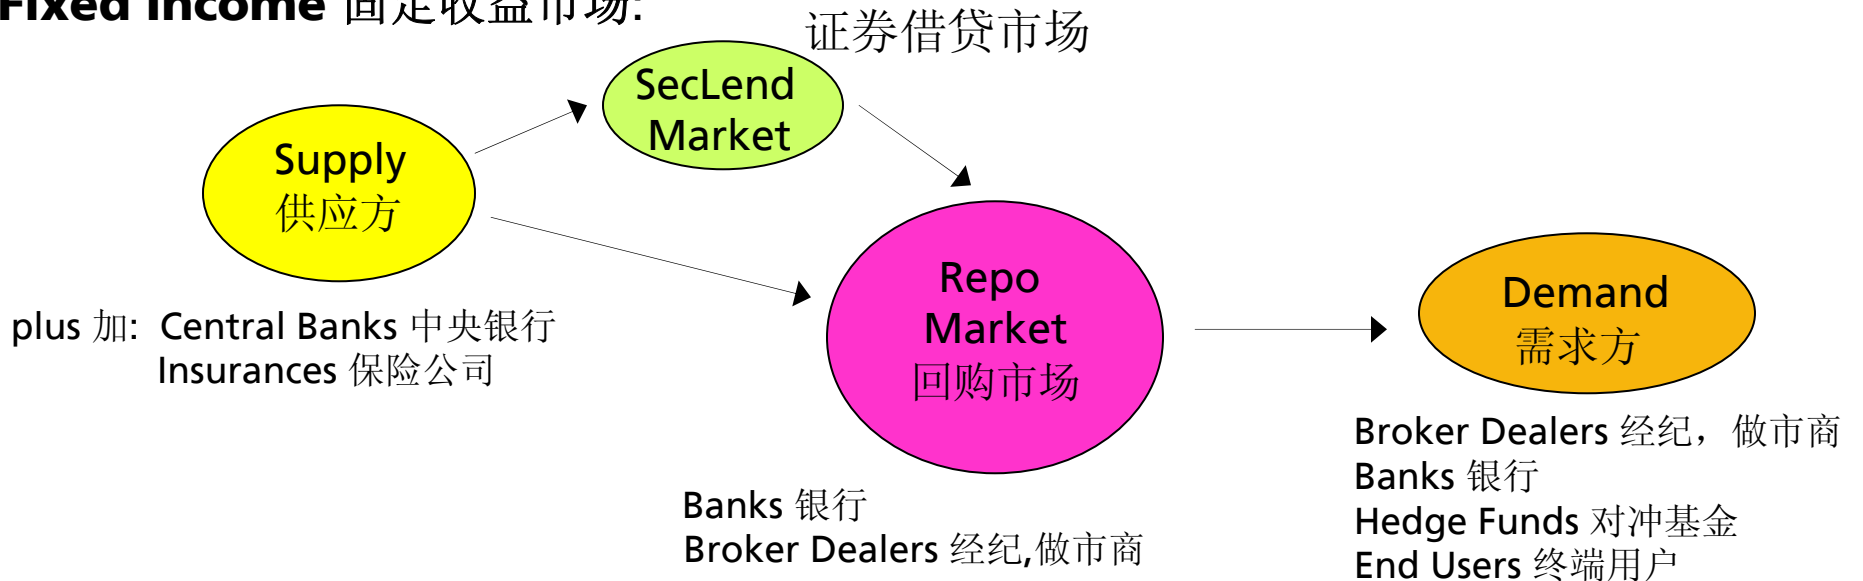 Fixed Income 固定收益市场:
证券借贷市场
SecLend
Market
Supply
供应方
plus 加: Central Banks 中央银行
Insurances 保险公司
Repo
Market
回购市场
Banks 银行
Broker Dealers 经纪,做市商
Demand
需求方
Broker Dealers 经纪，做市商
Banks 银行
Hedge Funds 对冲基金
End Users 终端用户